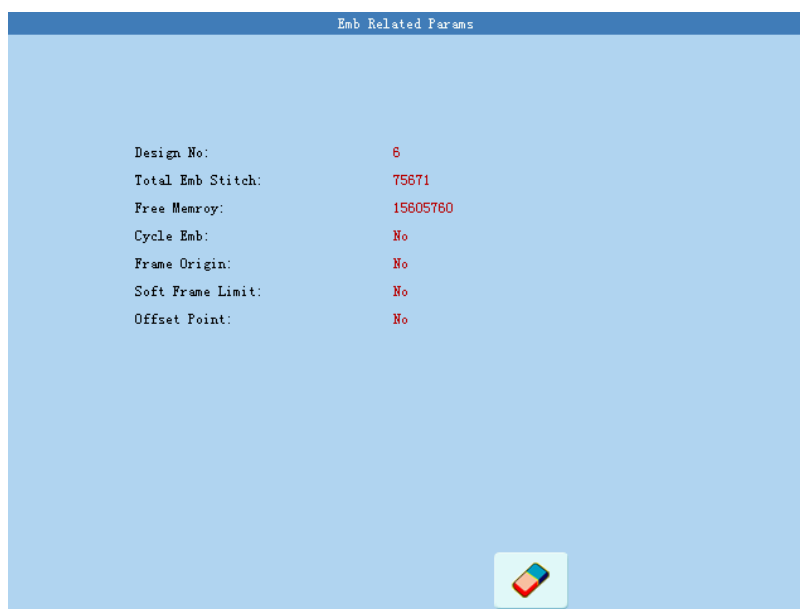 Emb Related Params
Design No: 6
Total Emb Stitch: 75671
Free Memroy: 15605760
Cycle Emb: No
Frame Origin: No
Soft Frame Limit: No
Offset Point: No